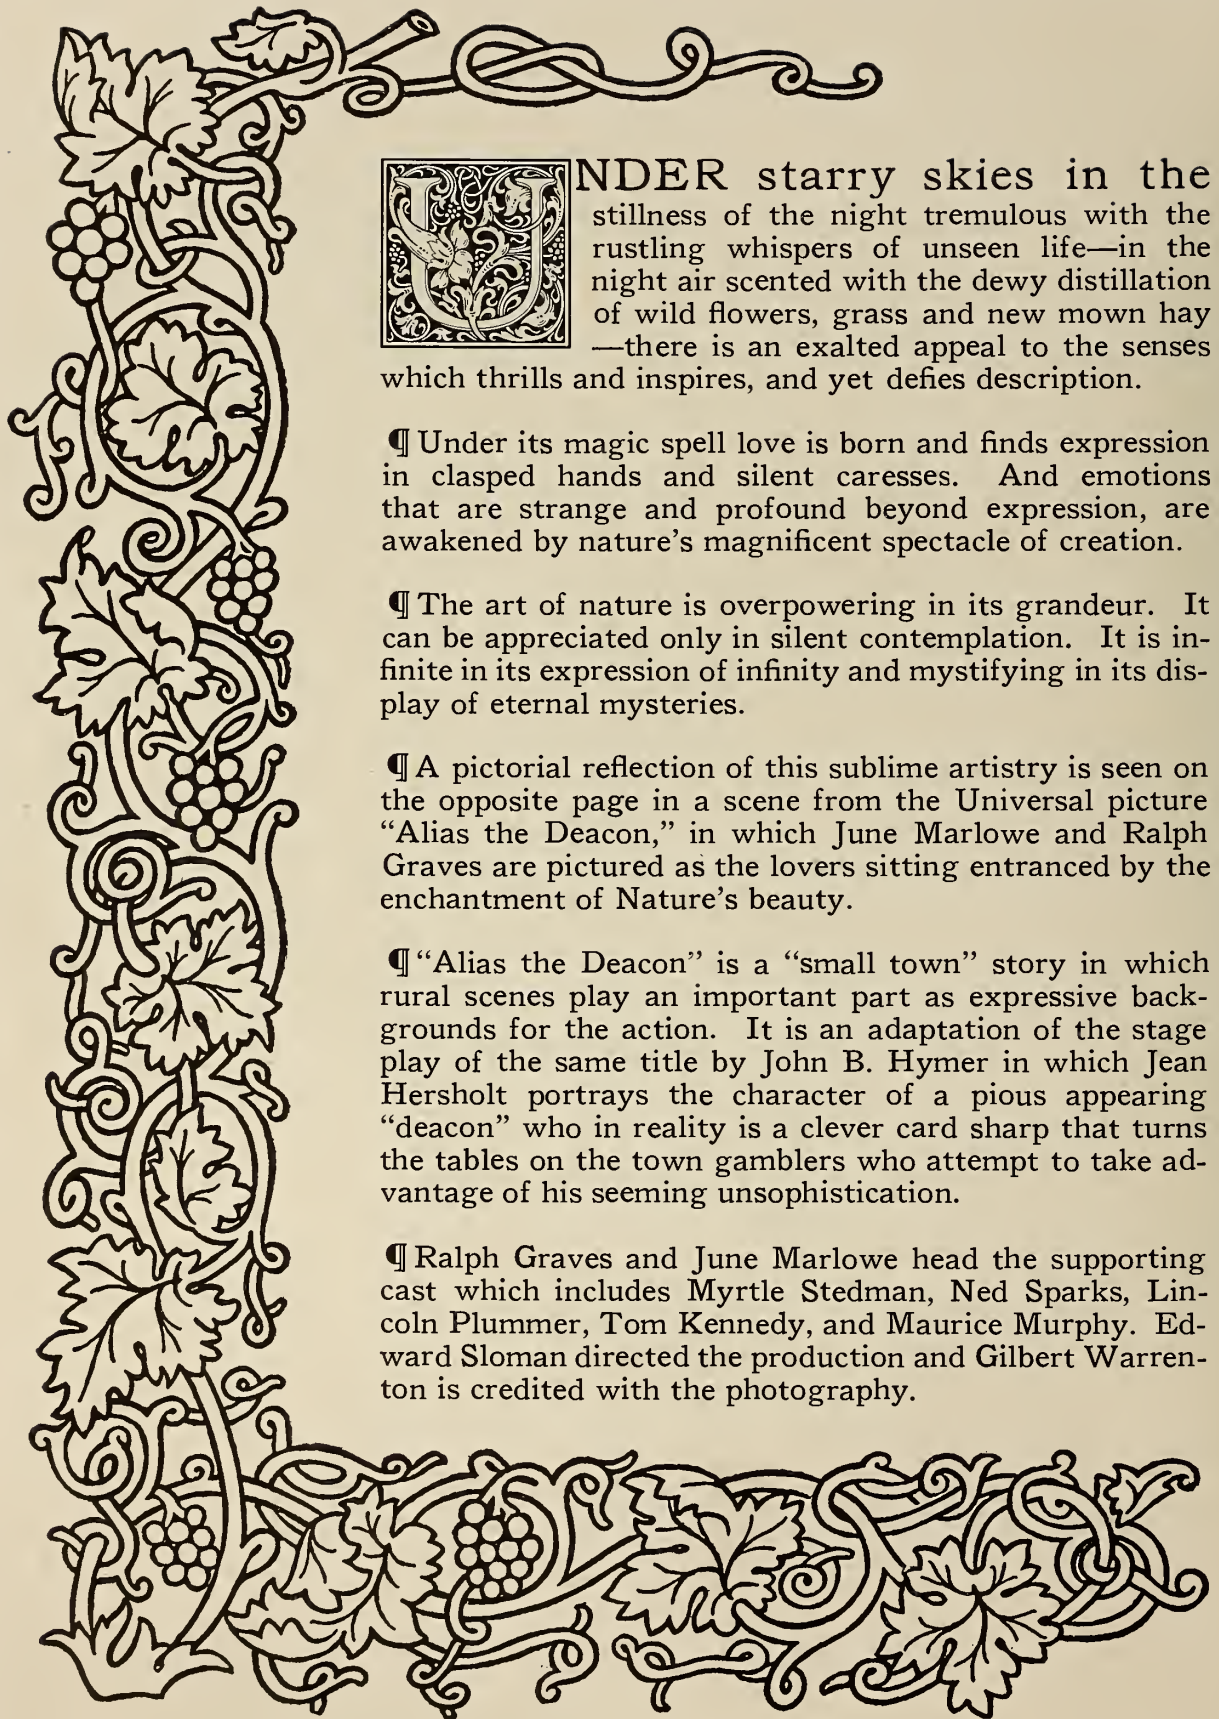 UNDER starry skies in the
stillness of the night tremulous with the
rustling whispers of unseen life—in the
night air scented with the dewy distillation
of wild flowers, grass and new mown hay
—there is an exalted appeal to the senses
which thrills and inspires, and yet defies description.
¶ Under its magic spell love is born and finds expression
in clasped hands and silent caresses. And emotions
that are strange and profound beyond expression, are
awakened by nature's magnificent spectacle of creation.
¶ The art of nature is overpowering in its grandeur. It
can be appreciated only in silent contemplation. It is in-
finite in its expression of infinity and mystifying in its dis-
play of eternal mysteries.
¶ A pictorial reflection of this sublime artistry is seen on
the opposite page in a scene from the Universal picture
“Alias the Deacon,” in which June Marlowe and Ralph
Graves are pictured as the lovers sitting entranced by the
enchantment of Nature's beauty.
¶ “Alias the Deacon” is a “small town” story in which
rural scenes play an important part as expressive back-
grounds for the action. It is an adaptation of the stage
play of the same title by John B. Hymer in which Jean
Hersholt portrays the character of a pious appearing
“deacon” who in reality is a clever card sharp that turns
the tables on the town gamblers who attempt to take ad-
vantage of his seeming unsophistication.
¶ Ralph Graves and June Marlowe head the supporting
cast which includes Myrtle Stedman, Ned Sparks, Lin-
coln Plummer, Tom Kennedy, and Maurice Murphy. Ed-
ward Sloman directed the production and Gilbert Warren-
ton is credited with the photography.